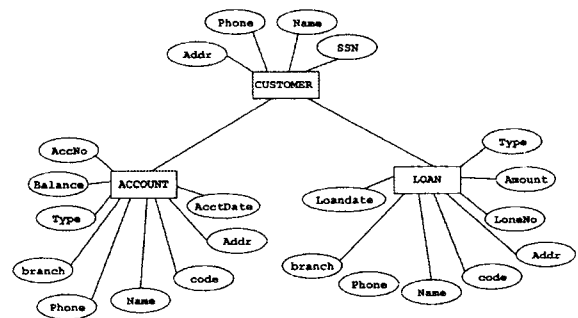 Phone
Name
Addr
SSN
CUSTOMER
AccNo
Balance
Type
ACCOUNT
AcctDate
Addr
branch
code
Phone
Name
Type
LOAN
Amount
Loandate
LoneNo
Addr
branch
code
Phone
Name